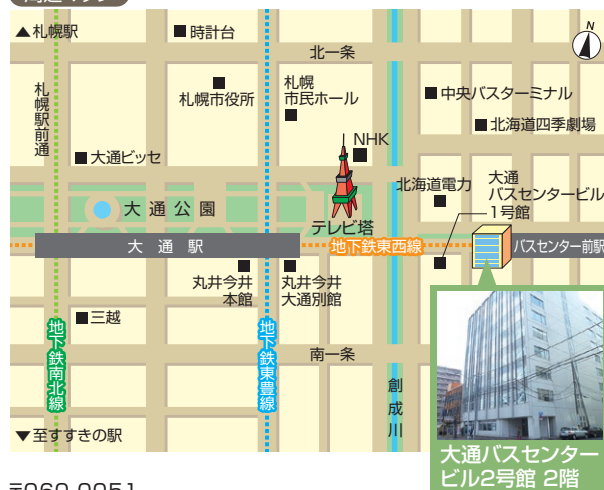 ▲札幌駅
時計台
北一条
N
札幌駅前通
札幌市役所
札幌
市民ホール
中央バスターミナル
北海道四季劇場
NHK
大通ビッセ
北海道電力
大通
バスセンタービル
1号館
大通公園
テレビ塔
大通駅
地下鉄東西線
バスセンター前駅
丸井今井
本館
丸井今井
大通別館
三越
地下鉄南北線
地下鉄東豊線
南一条
創成川
▼至すすきの駅
大通バスセンター
ビル2号館 2階